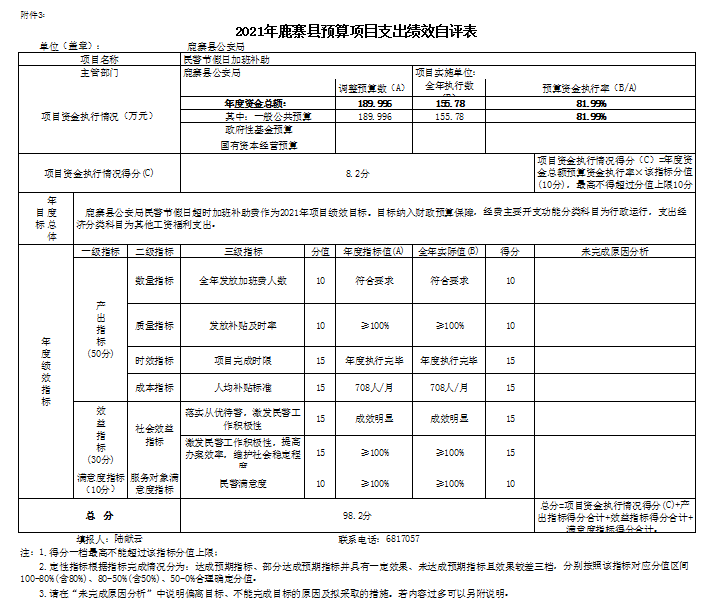 附件3：
2021年鹿寨县预算项目支出绩效自评表
单位（盖章）： 鹿寨县公安局
项目名称 民警节假日加班补助
主管部门 鹿寨县公安局 项目实施单位:
项目资金执行情况（万元） 调整预算数（A） 全年执行数 预算资金执行率（B/A）
年度资金总额: 189.996 155.78 81.99%
其中: 一般公共预算 189.996 155.78 81.99%
政府性基金预算
国有资本经营预算
项目资金执行情况得分(C) 8.2分
项目资金执行情况得分（C）=年度资
金总额预算资金执行率×该指标分值
(10分)，最高不得超过分值上限10分
年度总体目标
鹿寨县公安局民警节假日超时加班补助费作为2021年项目绩效目标。目标纳入财政预算保障，经费主要开支功能分类科目为行政运行，支出经
济分类科目为其他工资福利支出。
年度绩效指标
一级指标 二级指标 三级指标 分值 年度指标值(A) 全年实际值(B) 得分 未完成原因分析
产出指标(50分)
数量指标 全年发放加班费人数 10 符合要求 符合要求 10
质量指标 发放补贴及时率 10 ≥100% ≥100% 10
时效指标 项目完成时限 15 年度执行完毕 年度执行完毕 15
成本指标 人均补贴标准 15 708人/月 708人/月 15
效益指标(30分)
社会效益指标
落实从优待警，激发民警工
作积极性 15 成效明显 成效明显 15
激发民警工作积极性，提高
办案效率，维护社会稳定程
度 15 ≥100% ≥100% 15
满意度指标（10分） 服务对象满意度指标 民警满意度 10 ≥100% ≥100% 10
总 分 98.2分
总分=项目资金执行情况得分(C)+产
出指标得分合计+效益指标得分合计+
满意度指标得分合计。
填报人：陆献云 联系电话：6817057
注：1.得分一档最高不能超过该指标分值上限；
2.定性指标根据指标完成情况分为：达成预期指标、部分达成预期指标并具有一定效果、未达成预期指标且效果较差三档，分别按照该指标对应分值区间
100-80%(含80%)、80-50%(含50%)、50-0%合理确定分值。
3.请在“未完成原因分析”中说明偏离目标、不能完成目标的原因及拟采取的措施。若内容过多可以另附说明。